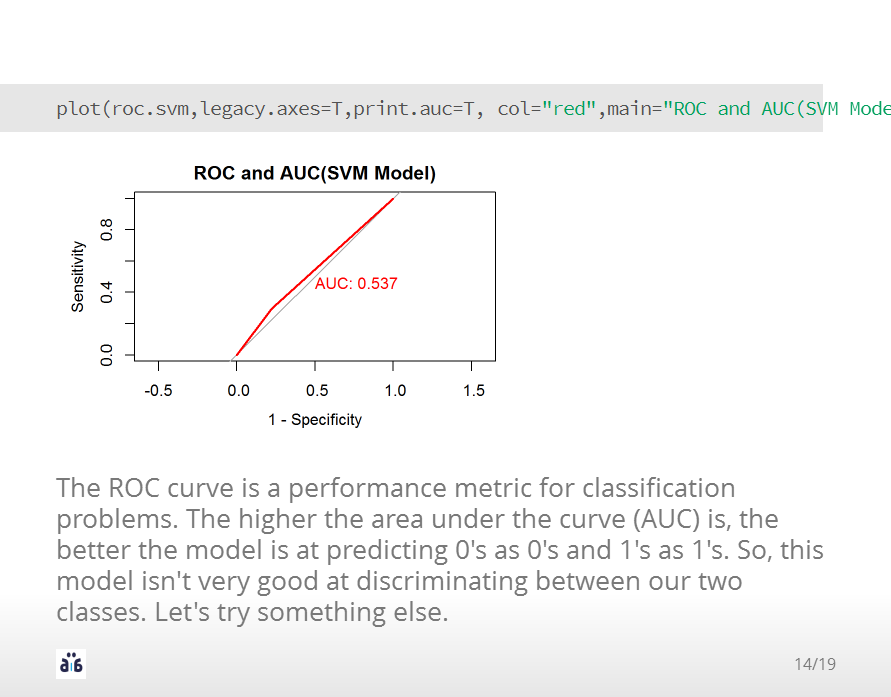 plot(roc.svm,legacy.axes=T,print.auc=T, col="red",main="ROC and AUC(SVM Mode
ROC and AUC(SVM Model)
Sensitivity
0.8
0.4
0.0
AUC: 0.537
-0.5 0.0 0.5 1.0 1.5
1 - Specificity
The ROC curve is a performance metric for classification
problems. The higher the area under the curve (AUC) is, the
better the model is at predicting 0's as 0's and 1's as 1's. So, this
model isn't very good at discriminating between our two
classes. Let's try something else.
14/19